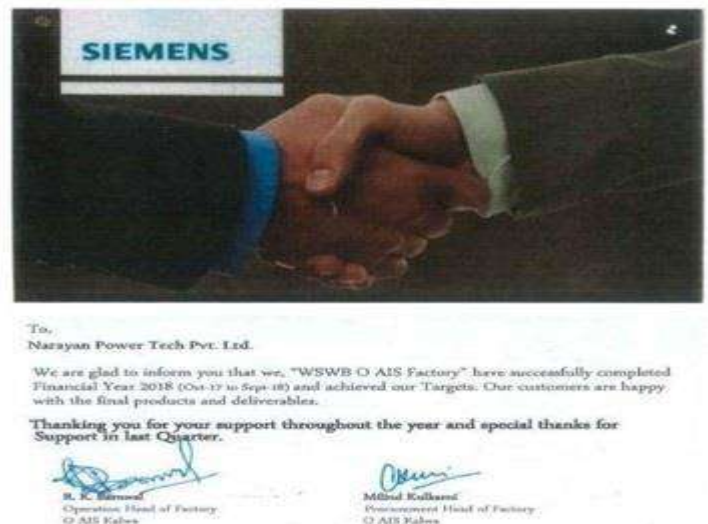 SIEMENS
To,
Narayan Power Tech Pvt. Ltd.
We are glad to inform you that we, "WSWB O AIS Factory" have successfully completed
Financial Year 2018 (Oct-17 to Sept-18) and achieved our Targets. Our customers are happy
with the final products and deliverables.
Thanking you for your support throughout the year and special thanks for
Support in last Quarter.
R. K. Barnwal
Operation Head of Factory
O AIS Kalwa
Milind Kulkarni
Procurement Head of Factory
O AIS Kalwa